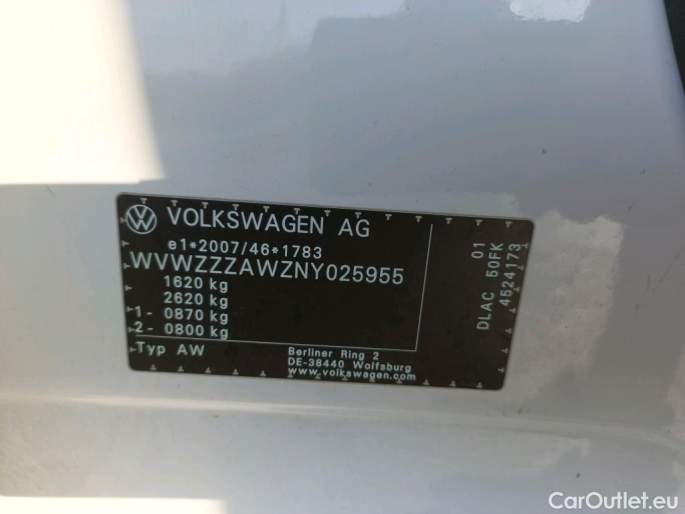 VOLKSWAGEN AG
e1*2007/46*1783
WVWZZZAWZNY025955
1620 kg
2620 kg
1- 0870 kg
2- 0800 kg
Typ AW
Berliner Ring 2
DE-38440 Wolfsburg
www.volkswagen.com
01
DLAC 50FK
4524173
CarOutlet.eu